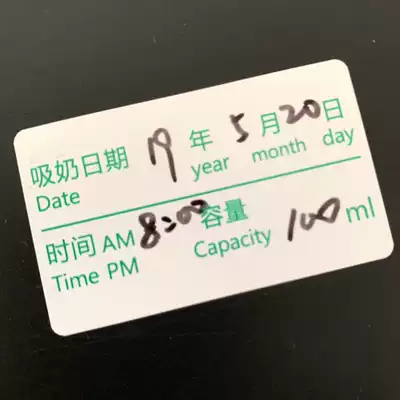 吸奶日期 19 年 5 月 20 日
Date year month day
时间 AM 8:00 容量 100 ml
Time PM Capacity